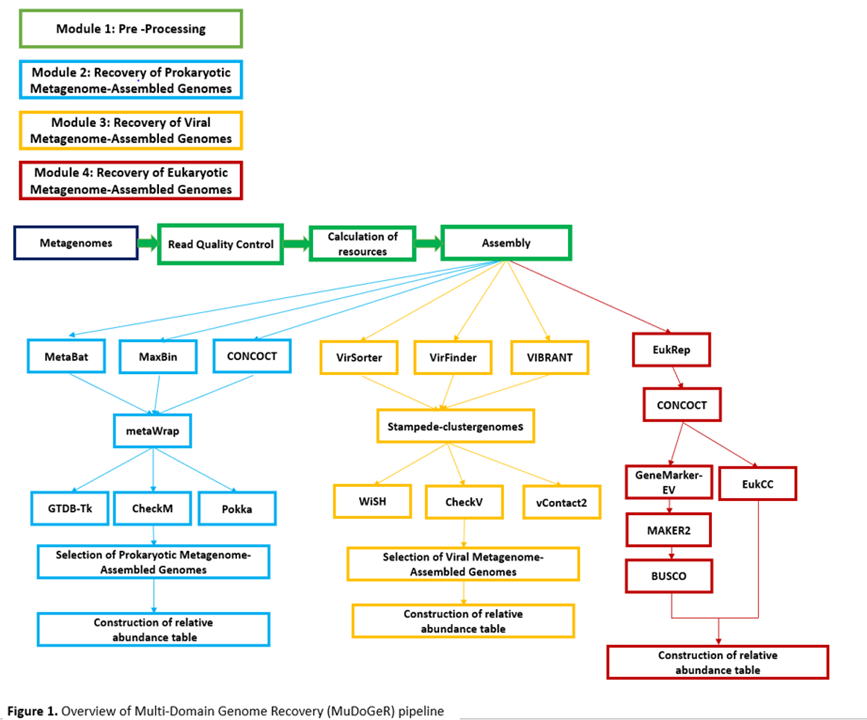 Module 1: Pre -Processing
Module 2: Recovery of Prokaryotic
Metagenome-Assembled Genomes
Module 3: Recovery of Viral
Metagenome-Assembled Genomes
Module 4: Recovery of Eukaryotic
Metagenome-Assembled Genomes
Metagenomes
Read Quality Control
Calculation of
resources
Assembly
MetaBat
MaxBin
CONCOCT
VirSorter
VirFinder
VIBRANT
EukRep
CONCOCT
metaWrap
Stampede-clustergenomes
GTDB-Tk
CheckM
Pokka
WiSH
CheckV
vContact2
GeneMarker-
EV
EukCC
MAKER2
BUSCO
Selection of Prokaryotic Metagenome-
Assembled Genomes
Selection of Viral Metagenome-
Assembled Genomes
Construction of relative
abundance table
Construction of relative
abundance table
Construction of relative
abundance table
Figure 1. Overview of Multi-Domain Genome Recovery (MuDoGeR) pipeline